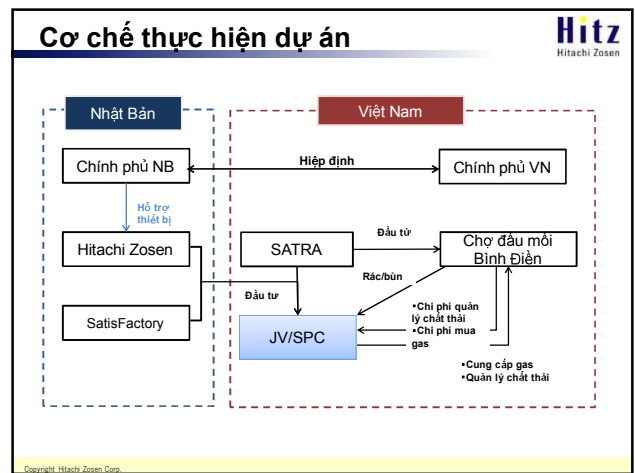 Cơ chế thực hiện dự án
Hitz
Hitachi Zosen
Nhật Bản
Việt Nam
Chính phủ NB
Hiệp định
Chính phủ VN
Hỗ trợ
thiết bị
Hitachi Zosen
SATRA
Đầu từ
Chợ đầu mối
Bình Điền
Rác/bùn
Đầu tư
SatisFactory
JV/SPC
▪Chi phí quản
lý chất thải
▪Chi phí mua
gas
▪Cung cấp gas
▪Quản lý chất thải
Copyright Hitachi Zosen Corp.